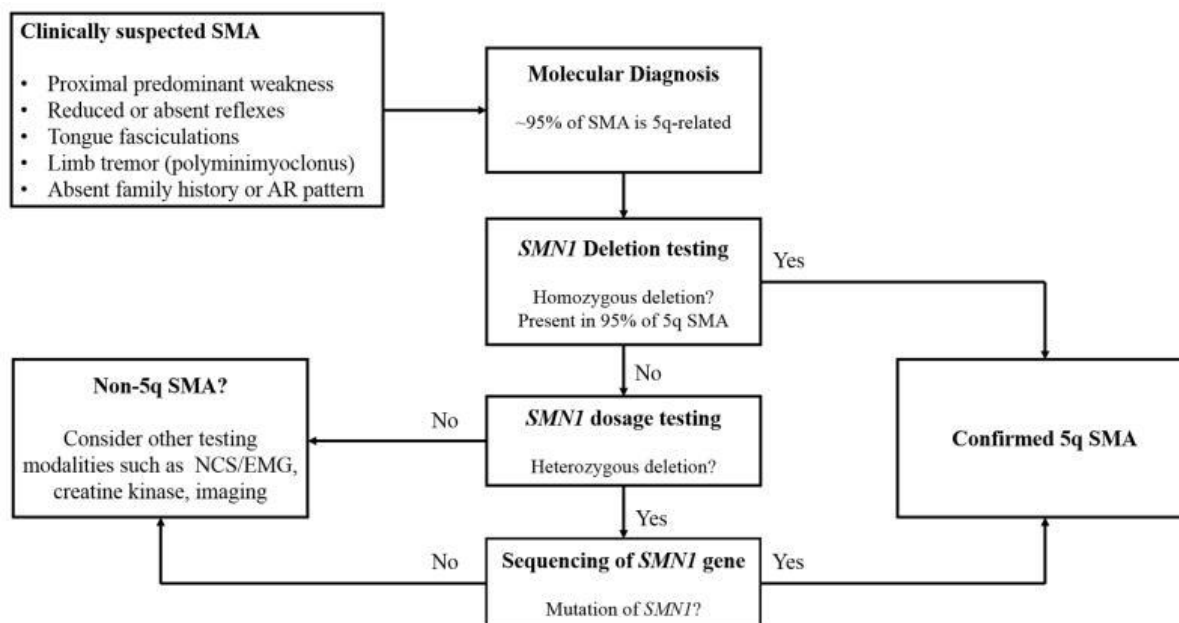 Clinically suspected SMA
• Proximal predominant weakness
• Reduced or absent reflexes
• Tongue fasciculations
• Limb tremor (polyminimyoclonus)
• Absent family history or AR pattern
Molecular Diagnosis
~95% of SMA is 5q-related
SMN1 Deletion testing
Homozygous deletion?
Present in 95% of 5q SMA
Yes
No
Non-5q SMA?
Consider other testing
modalities such as NCS/EMG,
creatine kinase, imaging
No
SMN1 dosage testing
Heterozygous deletion?
Confirmed 5q SMA
Yes
No
Sequencing of SMN1 gene
Mutation of SMN1?
Yes